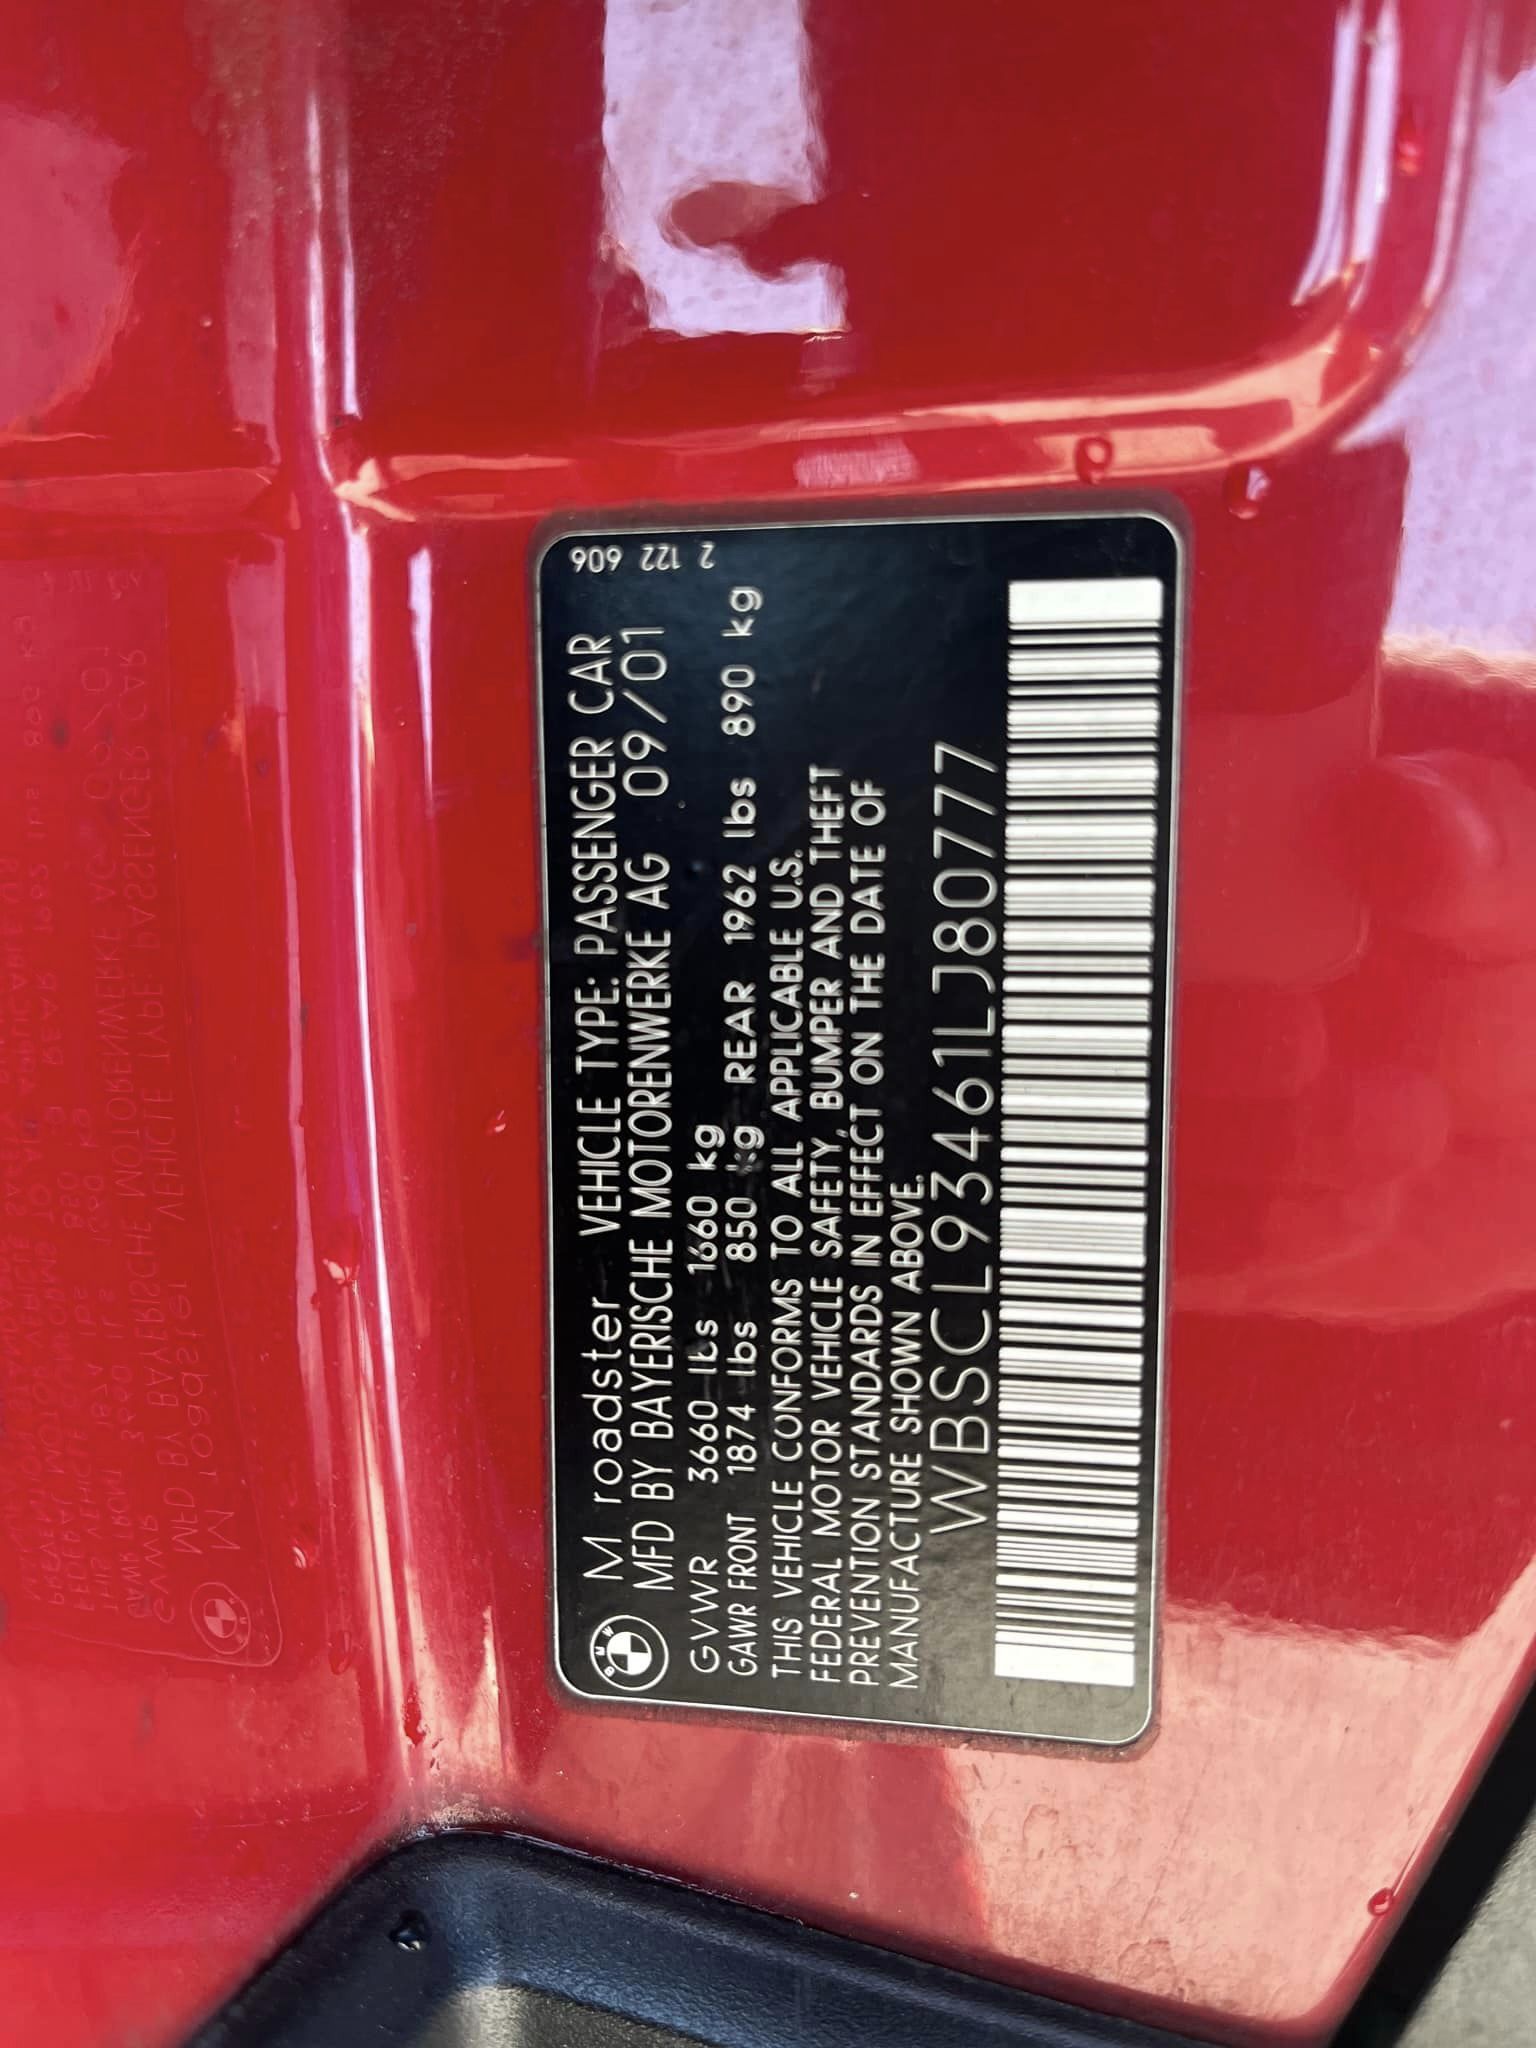 BMW
M roadster VEHICLE TYPE: PASSENGER CAR
MFD BY BAYERISCHE MOTORENWERKE AG 09/01
GVWR 3660 lbs 1660 kg
GAWR FRONT 1874 lbs 850 kg REAR 1962 lbs 890 kg
THIS VEHICLE CONFORMS TO ALL APPLICABLE U.S.
FEDERAL MOTOR VEHICLE SAFETY, BUMPER AND THEFT
PREVENTION STANDARDS IN EFFECT ON THE DATE OF
MANUFACTURE SHOWN ABOVE.
WBSCL93461LJ80777
2 122 606